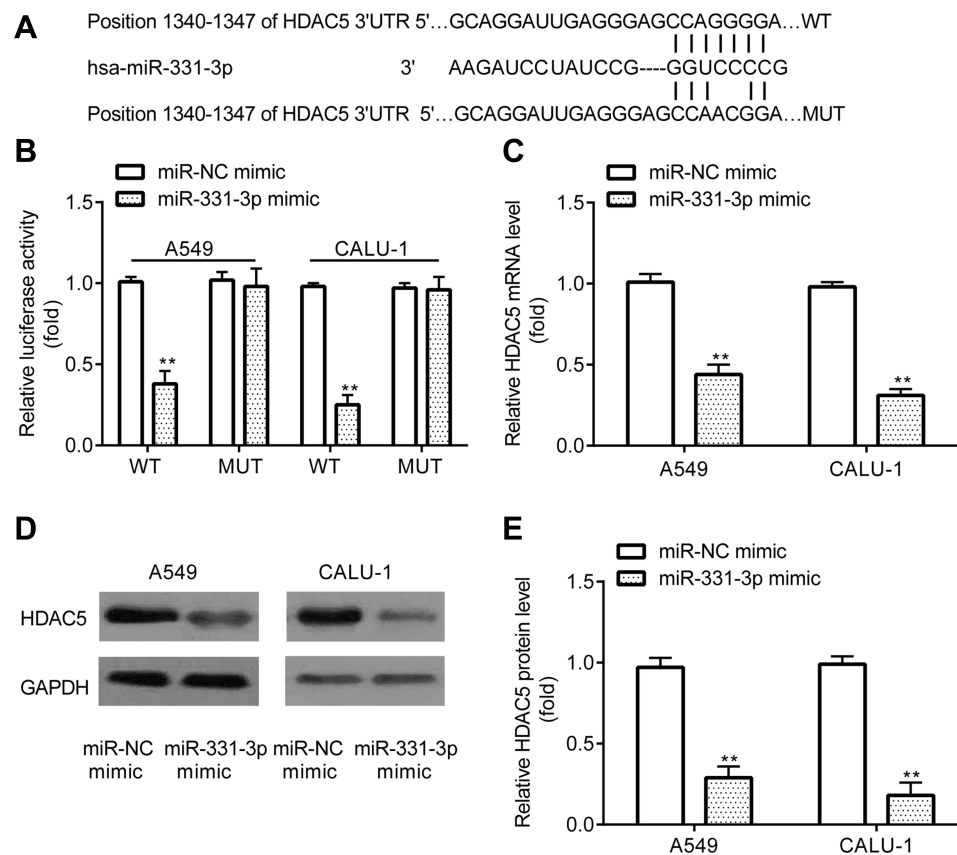 A
Position 1340-1347 of HDAC5 3'UTR 5'…GCAGGAUUGAGGGAGCCAGGGGA…WT
hsa-miR-331-3p 3' AAGAUCCUAUCCG----GGUCCCCG
Position 1340-1347 of HDAC5 3'UTR 5'…GCAGGAUUGAGGGAGCCAACGGA…MUT
B
miR-NC mimic
miR-331-3p mimic
Relative luciferase activity
(fold)
1.5
1.0
0.5
0.0
A549
CALU-1
**
**
WT
MUT
WT
MUT
C
miR-NC mimic
miR-331-3p mimic
Relative HDAC5 mRNA level
(fold)
1.5
1.0
0.5
0.0
**
**
A549
CALU-1
D
A549
CALU-1
HDAC5
GAPDH
miR-NC mimic
miR-331-3p mimic
miR-NC mimic
miR-331-3p mimic
E
miR-NC mimic
miR-331-3p mimic
Relative HDAC5 protein level
(fold)
1.5
1.0
0.5
0.0
**
**
A549
CALU-1